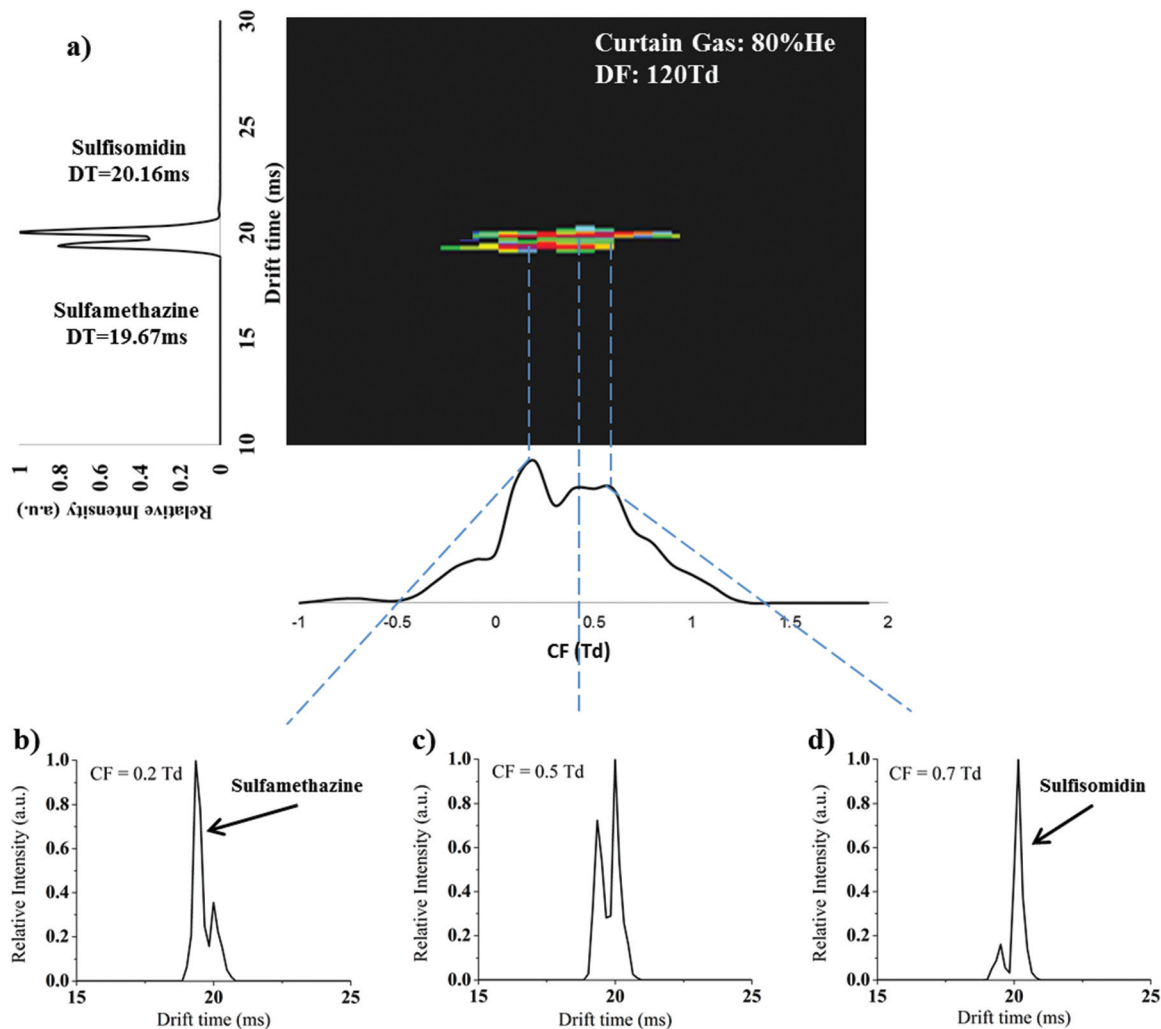 a)
Curtain Gas: 80%He
DF: 120Td
Sulfisomidin
DT=20.16ms
Sulfamethazine
DT=19.67ms
30
25
20
15
10
Drift time (ms)
1
0.8
0.6
0.4
0.2
0
Relative Intensity (a.u.)
-1
-0.5
0
0.5
1
1.5
2
CF (Td)
b)
CF = 0.2 Td
Sulfamethazine
1.0
0.8
0.6
0.4
0.2
0.0
Relative Intensity (a.u.)
15
20
25
Drift time (ms)
c)
CF = 0.5 Td
1.0
0.8
0.6
0.4
0.2
0.0
Relative Intensity (a.u.)
15
20
25
Drift time (ms)
d)
CF = 0.7 Td
Sulfisomidin
1.0
0.8
0.6
0.4
0.2
0.0
Relative Intensity (a.u.)
15
20
25
Drift time (ms)